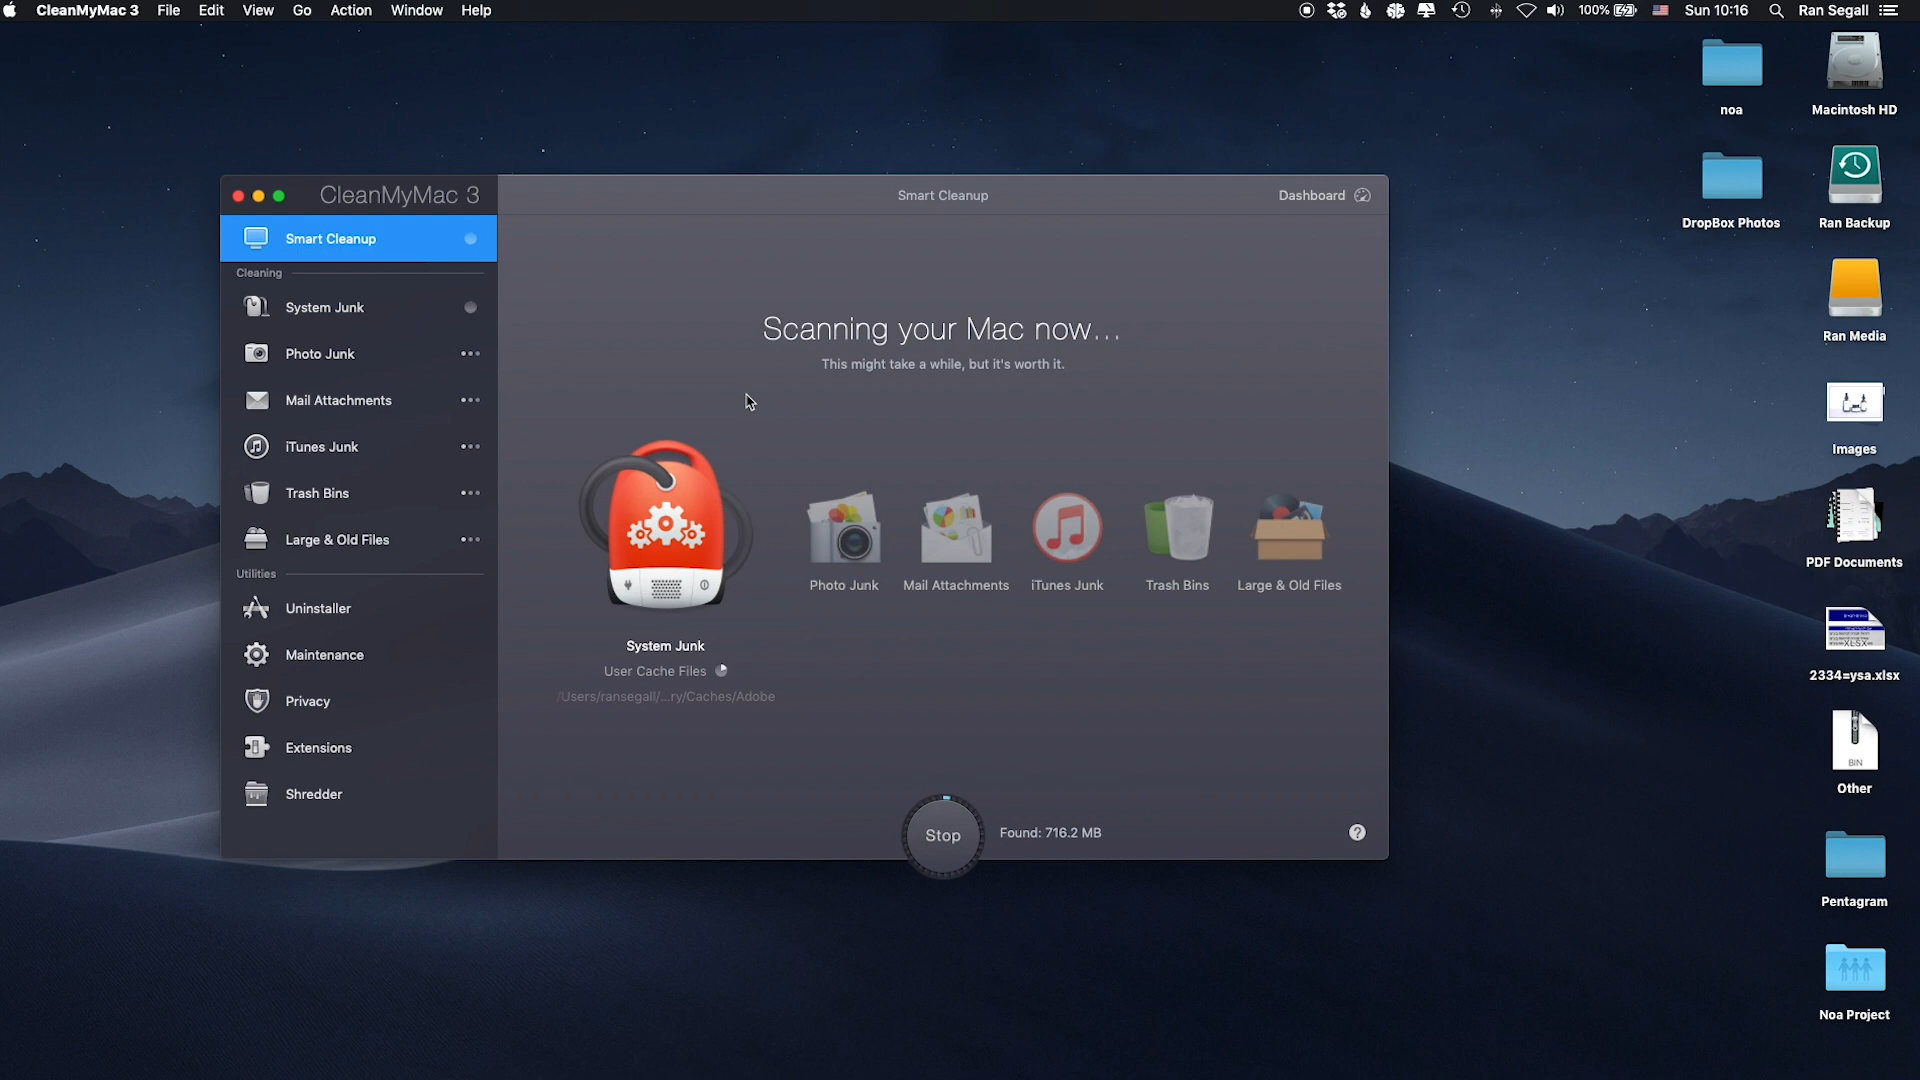 CleanMyMac 3 File Edit View Go Action Window Help
100% Sun 10:16 Ran Segall
noa
Macintosh HD
DropBox Photos
Ran Backup
Ran Media
Images
PDF Documents
XLSX
2334=ysa.xlsx
BIN
Other
Pentagram
Noa Project
CleanMyMac 3
Smart Cleanup
Dashboard
Smart Cleanup
Cleaning
System Junk
Photo Junk
Mail Attachments
iTunes Junk
Trash Bins
Large & Old Files
Utilities
Uninstaller
Maintenance
Privacy
Extensions
Shredder
Scanning your Mac now...
This might take a while, but it's worth it.
Photo Junk
Mail Attachments
iTunes Junk
Trash Bins
Large & Old Files
System Junk
User Cache Files
/Users/ransegall/...ry/Caches/Adobe
Stop
Found: 716.2 MB
?